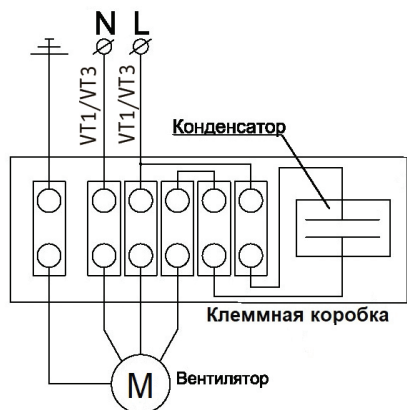 N L
VT1/VT3
VT1/VT3
Конденсатор
Клеммная коробка
M
Вентилятор